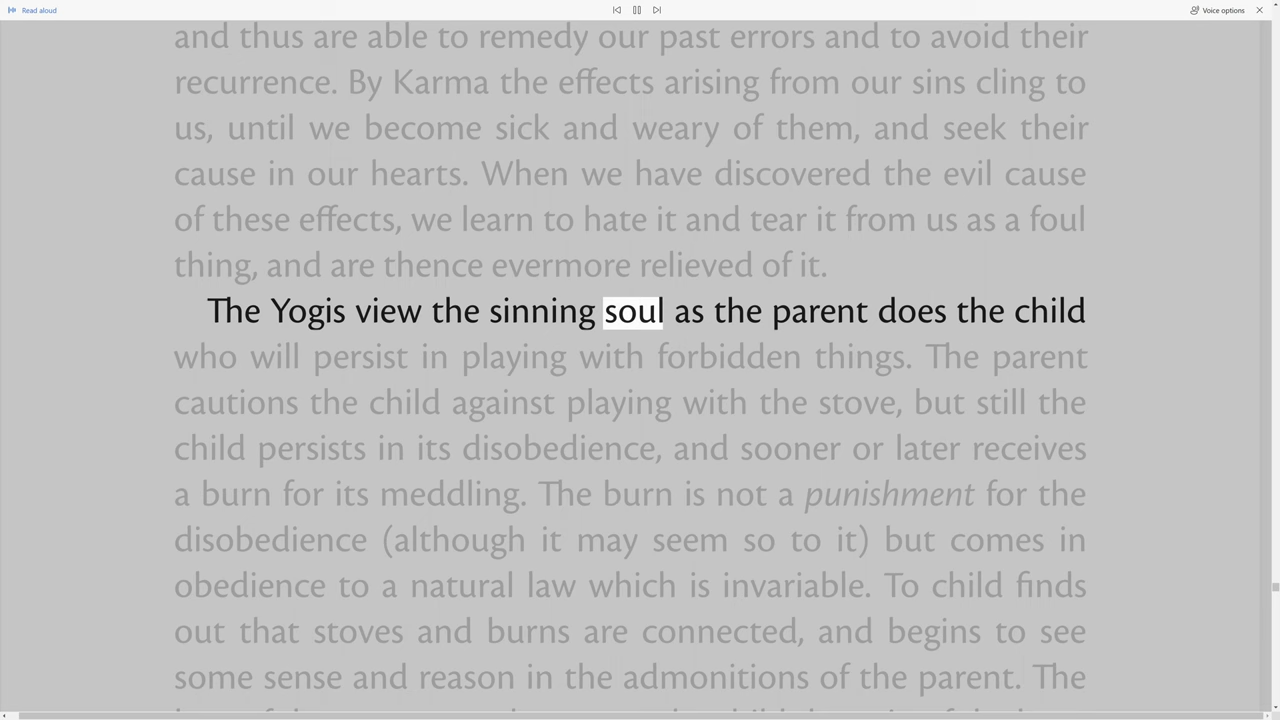 Read aloud
Voice options
and thus are able to remedy our past errors and to avoid their
recurrence. By Karma the effects arising from our sins cling to
us, until we become sick and weary of them, and seek their
cause in our hearts. When we have discovered the evil cause
of these effects, we learn to hate it and tear it from us as a foul
thing, and are thence evermore relieved of it.
The Yogis view the sinning soul as the parent does the child
who will persist in playing with forbidden things. The parent
cautions the child against playing with the stove, but still the
child persists in its disobedience, and sooner or later receives
a burn for its meddling. The burn is not a punishment for the
disobedience (although it may seem so to it) but comes in
obedience to a natural law which is invariable. To child finds
out that stoves and burns are connected, and begins to see
some sense and reason in the admonitions of the parent. The